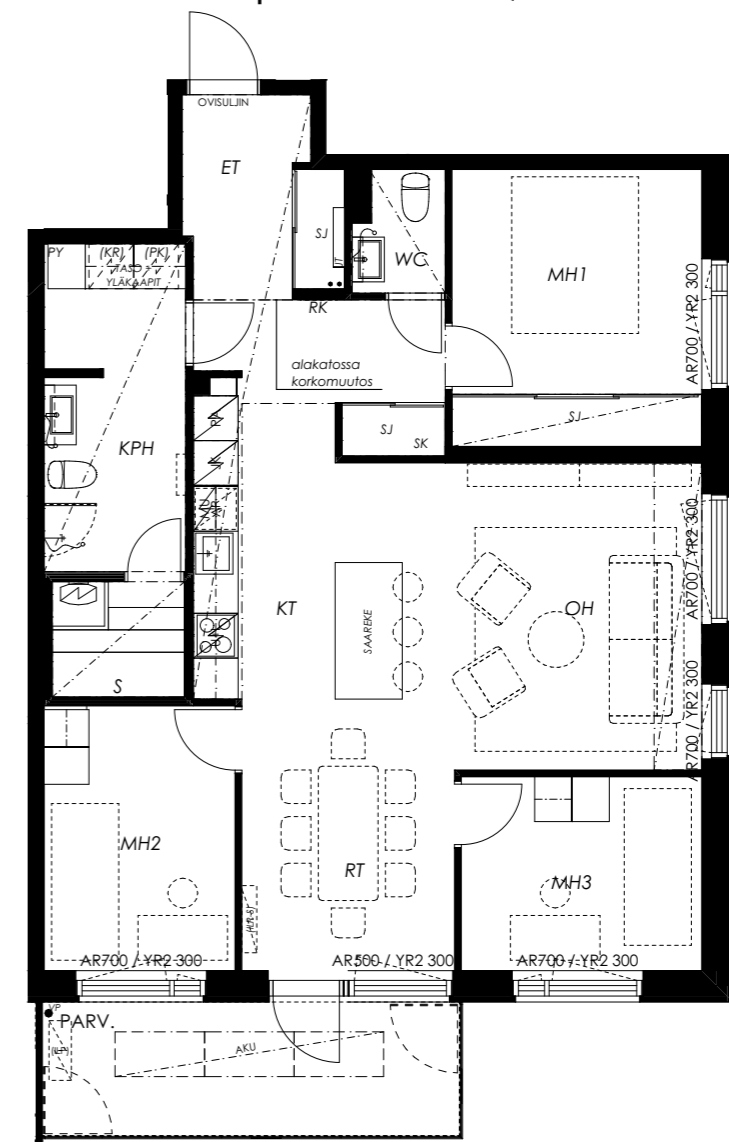 OVISULJIN
ET
SJ
JT
WC
MH1
AR700 / YR2 300
PY
(KR)
(PK)
TASO +
YLÄKAAPIT
RK
alakatossa
korkomuutos
SJ
SK
SJ
KPH
AR700 / YR2 300
KT
SAAREKE
OH
S
AR700 / YR2 300
MH2
RT
MH3
AR700 / YR2 300
AR500 / YR2 300
AR700 / YR2 300
VP
PARV.
AKU